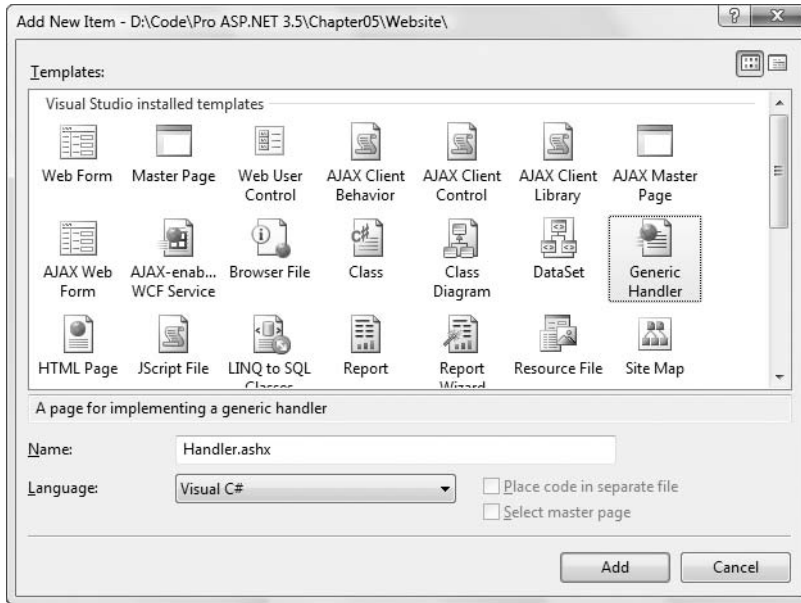 Add New Item - D:\Code\Pro ASP.NET 3.5\Chapter05\Website\
Templates:
Visual Studio installed templates
Web Form
Master Page
Web User
Control
AJAX Client
Behavior
AJAX Client
Control
AJAX Client
Library
AJAX Master
Page
AJAX Web
Form
AJAX-enab...
WCF Service
Browser File
Class
Class
Diagram
DataSet
Generic
Handler
HTML Page
JScript File
LINQ to SQL
Classes
Report
Report
Wizard
Resource File
Site Map
A page for implementing a generic handler
Name:
Handler.ashx
Language:
Visual C#
Place code in separate file
Select master page
Add
Cancel